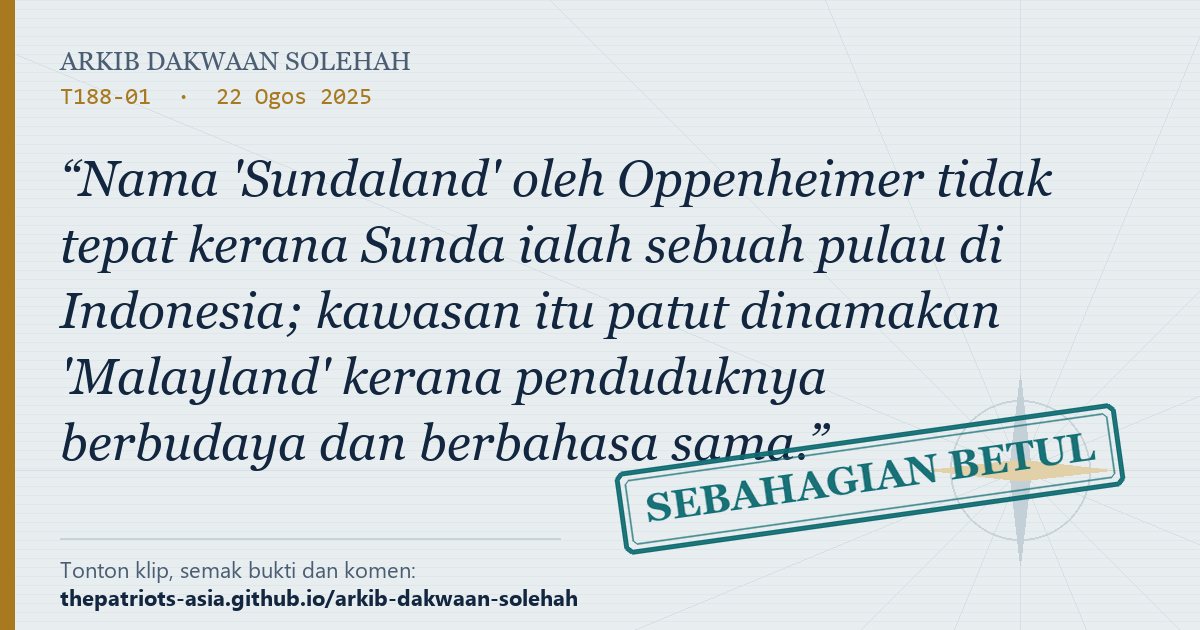 ARKIB DAKWAAN SOLEHAH
T188-01 · 22 Ogos 2025
“Nama 'Sundaland' oleh Oppenheimer tidak
tepat kerana Sunda ialah sebuah pulau di
Indonesia; kawasan itu patut dinamakan
'Malayland' kerana penduduknya
berbudaya dan berbahasa sama.”
SEBAHAGIAN BETUL
Tonton klip, semak bukti dan komen:
thepatriots-asia.github.io/arkib-dakwaan-solehah